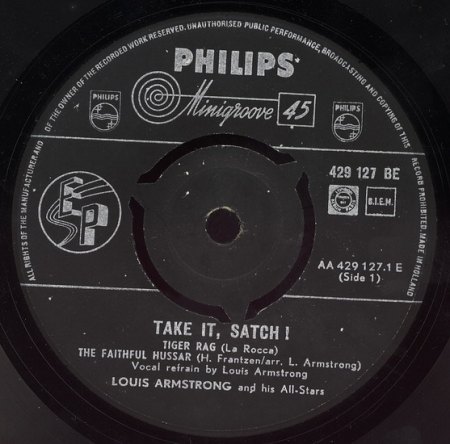 ALL RIGHTS OF THE MANUFACTURER AND OF THE OWNER OF THE RECORDED WORK RESERVED. UNAUTHORISED PUBLIC PERFORMANCE, BROADCASTING AND COPYING OF THIS RECORD PROHIBITED. MADE IN HOLLAND
PHILIPS
PHILIPS
Minigroove 45
PHILIPS
429 127 BE
EP
B.I.E.M.
AA 429 127.1 E
(Side 1)
TAKE IT, SATCH!
TIGER RAG (La Rocca)
THE FAITHFUL HUSSAR (H. Frantzen/arr. L. Armstrong)
Vocal refrain by Louis Armstrong
LOUIS ARMSTRONG and his All-Stars